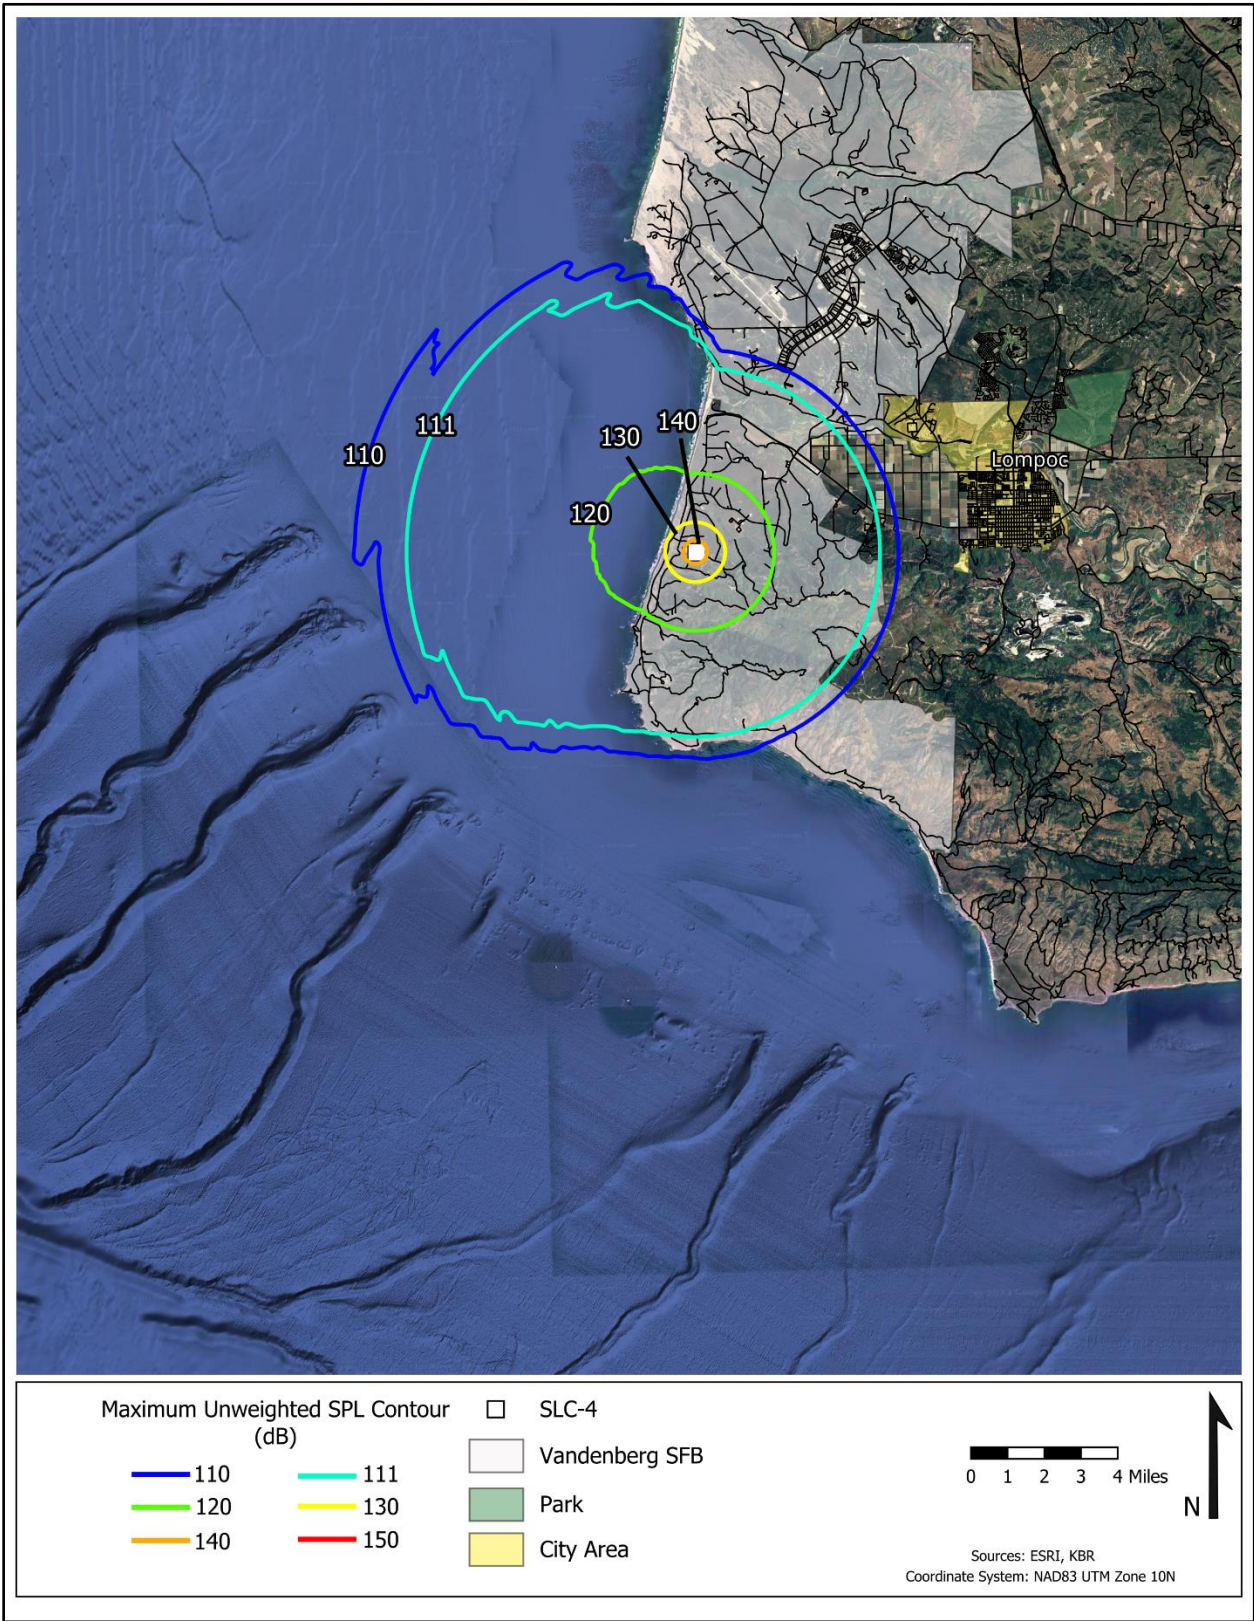 140
130
111
110
120
Lompoc
Maximum Unweighted SPL Contour
(dB)
110
111
120
130
140
150
SLC-4
Vandenberg SFB
Park
City Area
0 1 2 3 4 Miles
N
Sources: ESRI, KBR
Coordinate System: NAD83 UTM Zone 10N